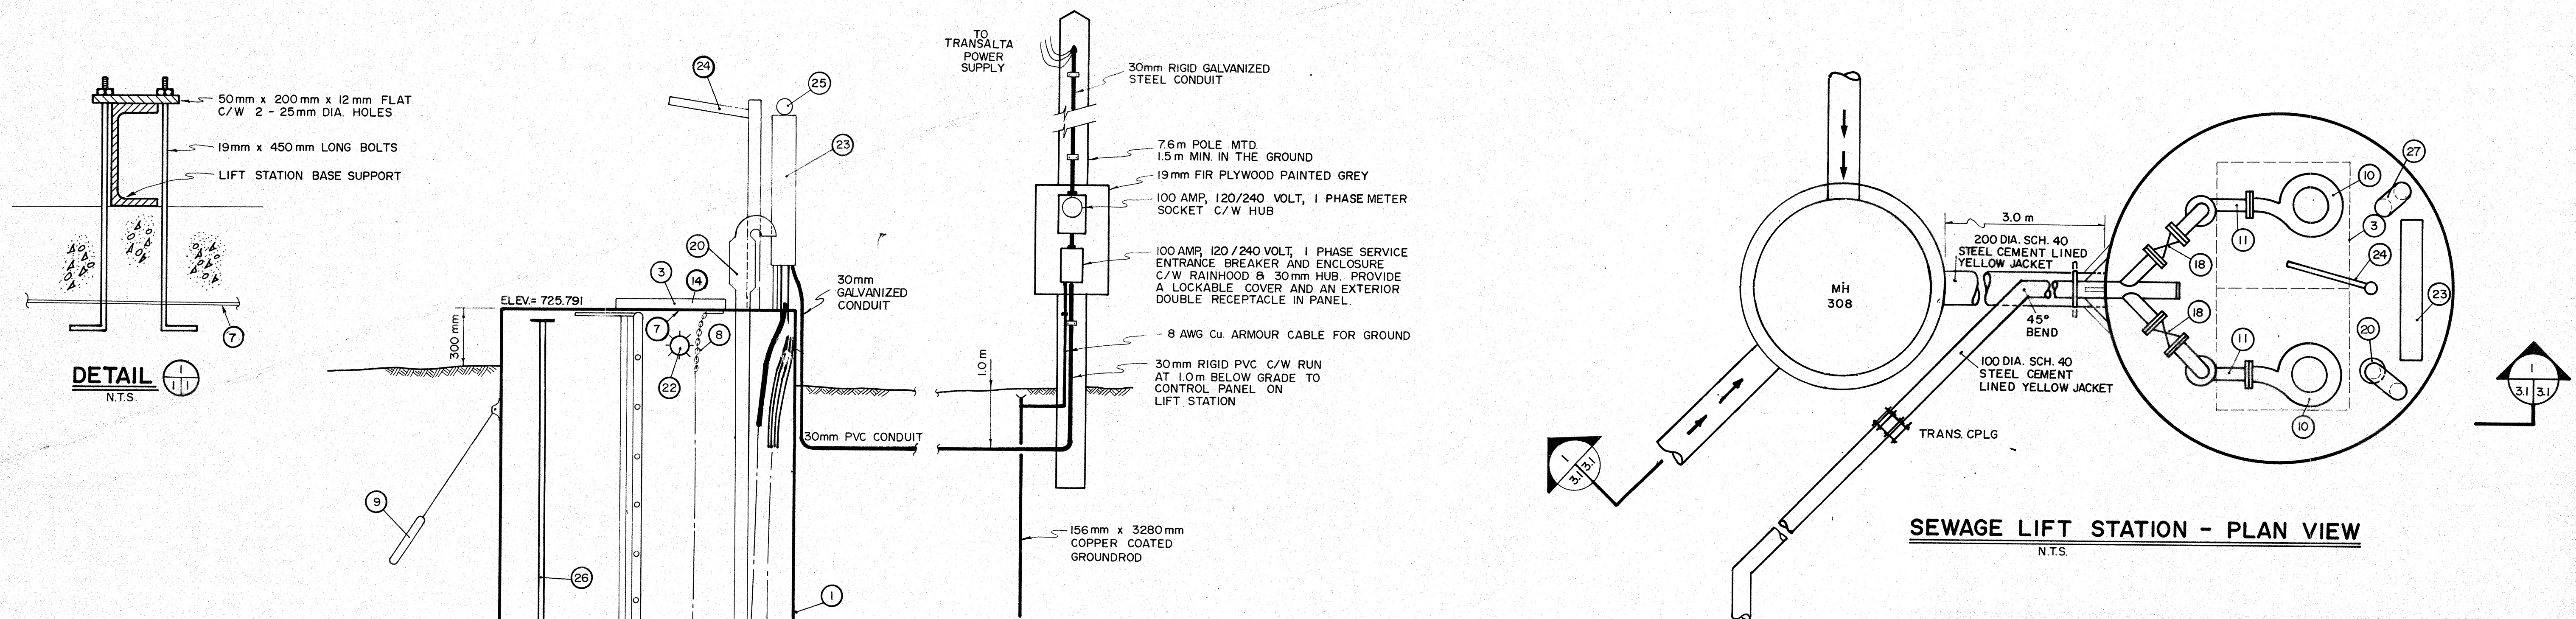 50mm x 200mm x 12mm FLAT
C/W 2 - 25mm DIA. HOLES
19mm x 450mm LONG BOLTS
LIFT STATION BASE SUPPORT
7
DETAIL
1
1 1
N.T.S.
24
25
23
20
3
14
ELEV.= 725.791
7
8
22
300 mm
9
26
1
30mm
GALVANIZED
CONDUIT
1.0 m
30mm PVC CONDUIT
TO
TRANSALTA
POWER
SUPPLY
30mm RIGID GALVANIZED
STEEL CONDUIT
7.6m POLE MTD.
1.5m MIN. IN THE GROUND
19mm FIR PLYWOOD PAINTED GREY
100 AMP, 120/240 VOLT, 1 PHASE METER
SOCKET C/W HUB
100 AMP, 120/240 VOLT, 1 PHASE SERVICE
ENTRANCE BREAKER AND ENCLOSURE
C/W RAINHOOD & 30mm HUB. PROVIDE
A LOCKABLE COVER AND AN EXTERIOR
DOUBLE RECEPTACLE IN PANEL.
8 AWG Cu. ARMOUR CABLE FOR GROUND
30mm RIGID PVC C/W RUN
AT 1.0m BELOW GRADE TO
CONTROL PANEL ON
LIFT STATION
156mm x 3280mm
COPPER COATED
GROUNDROD
MH
308
3.0 m
200 DIA. SCH. 40
STEEL CEMENT LINED
YELLOW JACKET
45°
BEND
100 DIA. SCH. 40
STEEL CEMENT
LINED YELLOW JACKET
TRANS. CPLG
1
3.1 3.1
10
27
11
3
18
24
23
18
20
11
10
1
3.1 3.1
SEWAGE LIFT STATION - PLAN VIEW
N.T.S.